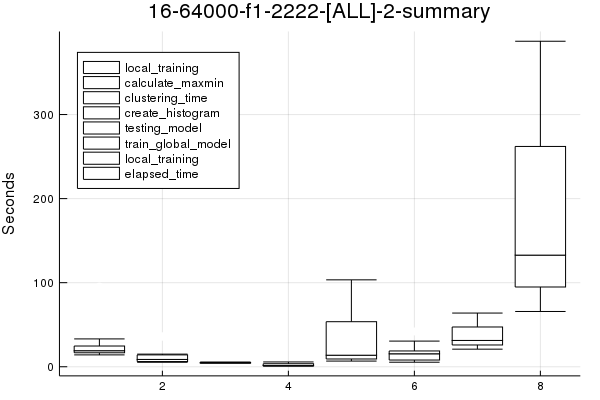 16-64000-f1-2222-[ALL]-2-summary
local_training
calculate_maxmin
clustering_time
create_histogram
testing_model
train_global_model
local_training
elapsed_time
Seconds
300
200
100
0
2
4
6
8